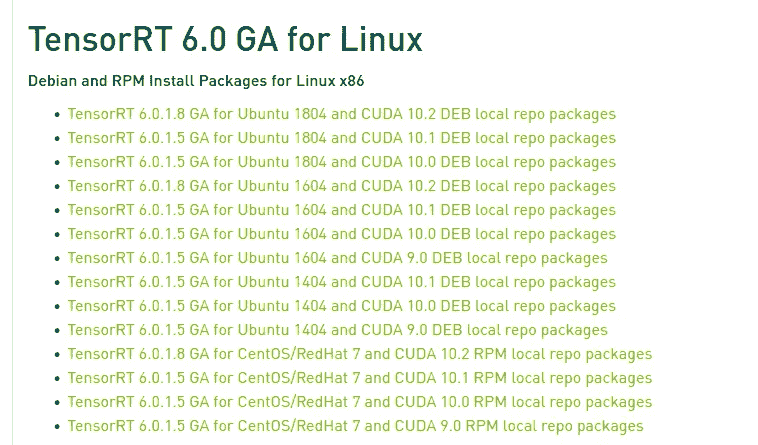 TensorRT 6.0 GA for Linux
Debian and RPM Install Packages for Linux x86
• TensorRT 6.0.1.8 GA for Ubuntu 1804 and CUDA 10.2 DEB local repo packages
• TensorRT 6.0.1.5 GA for Ubuntu 1804 and CUDA 10.1 DEB local repo packages
• TensorRT 6.0.1.5 GA for Ubuntu 1804 and CUDA 10.0 DEB local repo packages
• TensorRT 6.0.1.8 GA for Ubuntu 1604 and CUDA 10.2 DEB local repo packages
• TensorRT 6.0.1.5 GA for Ubuntu 1604 and CUDA 10.1 DEB local repo packages
• TensorRT 6.0.1.5 GA for Ubuntu 1604 and CUDA 10.0 DEB local repo packages
• TensorRT 6.0.1.5 GA for Ubuntu 1604 and CUDA 9.0 DEB local repo packages
• TensorRT 6.0.1.5 GA for Ubuntu 1404 and CUDA 10.1 DEB local repo packages
• TensorRT 6.0.1.5 GA for Ubuntu 1404 and CUDA 10.0 DEB local repo packages
• TensorRT 6.0.1.5 GA for Ubuntu 1404 and CUDA 9.0 DEB local repo packages
• TensorRT 6.0.1.8 GA for CentOS/RedHat 7 and CUDA 10.2 RPM local repo packages
• TensorRT 6.0.1.5 GA for CentOS/RedHat 7 and CUDA 10.1 RPM local repo packages
• TensorRT 6.0.1.5 GA for CentOS/RedHat 7 and CUDA 10.0 RPM local repo packages
• TensorRT 6.0.1.5 GA for CentOS/RedHat 7 and CUDA 9.0 RPM local repo packages